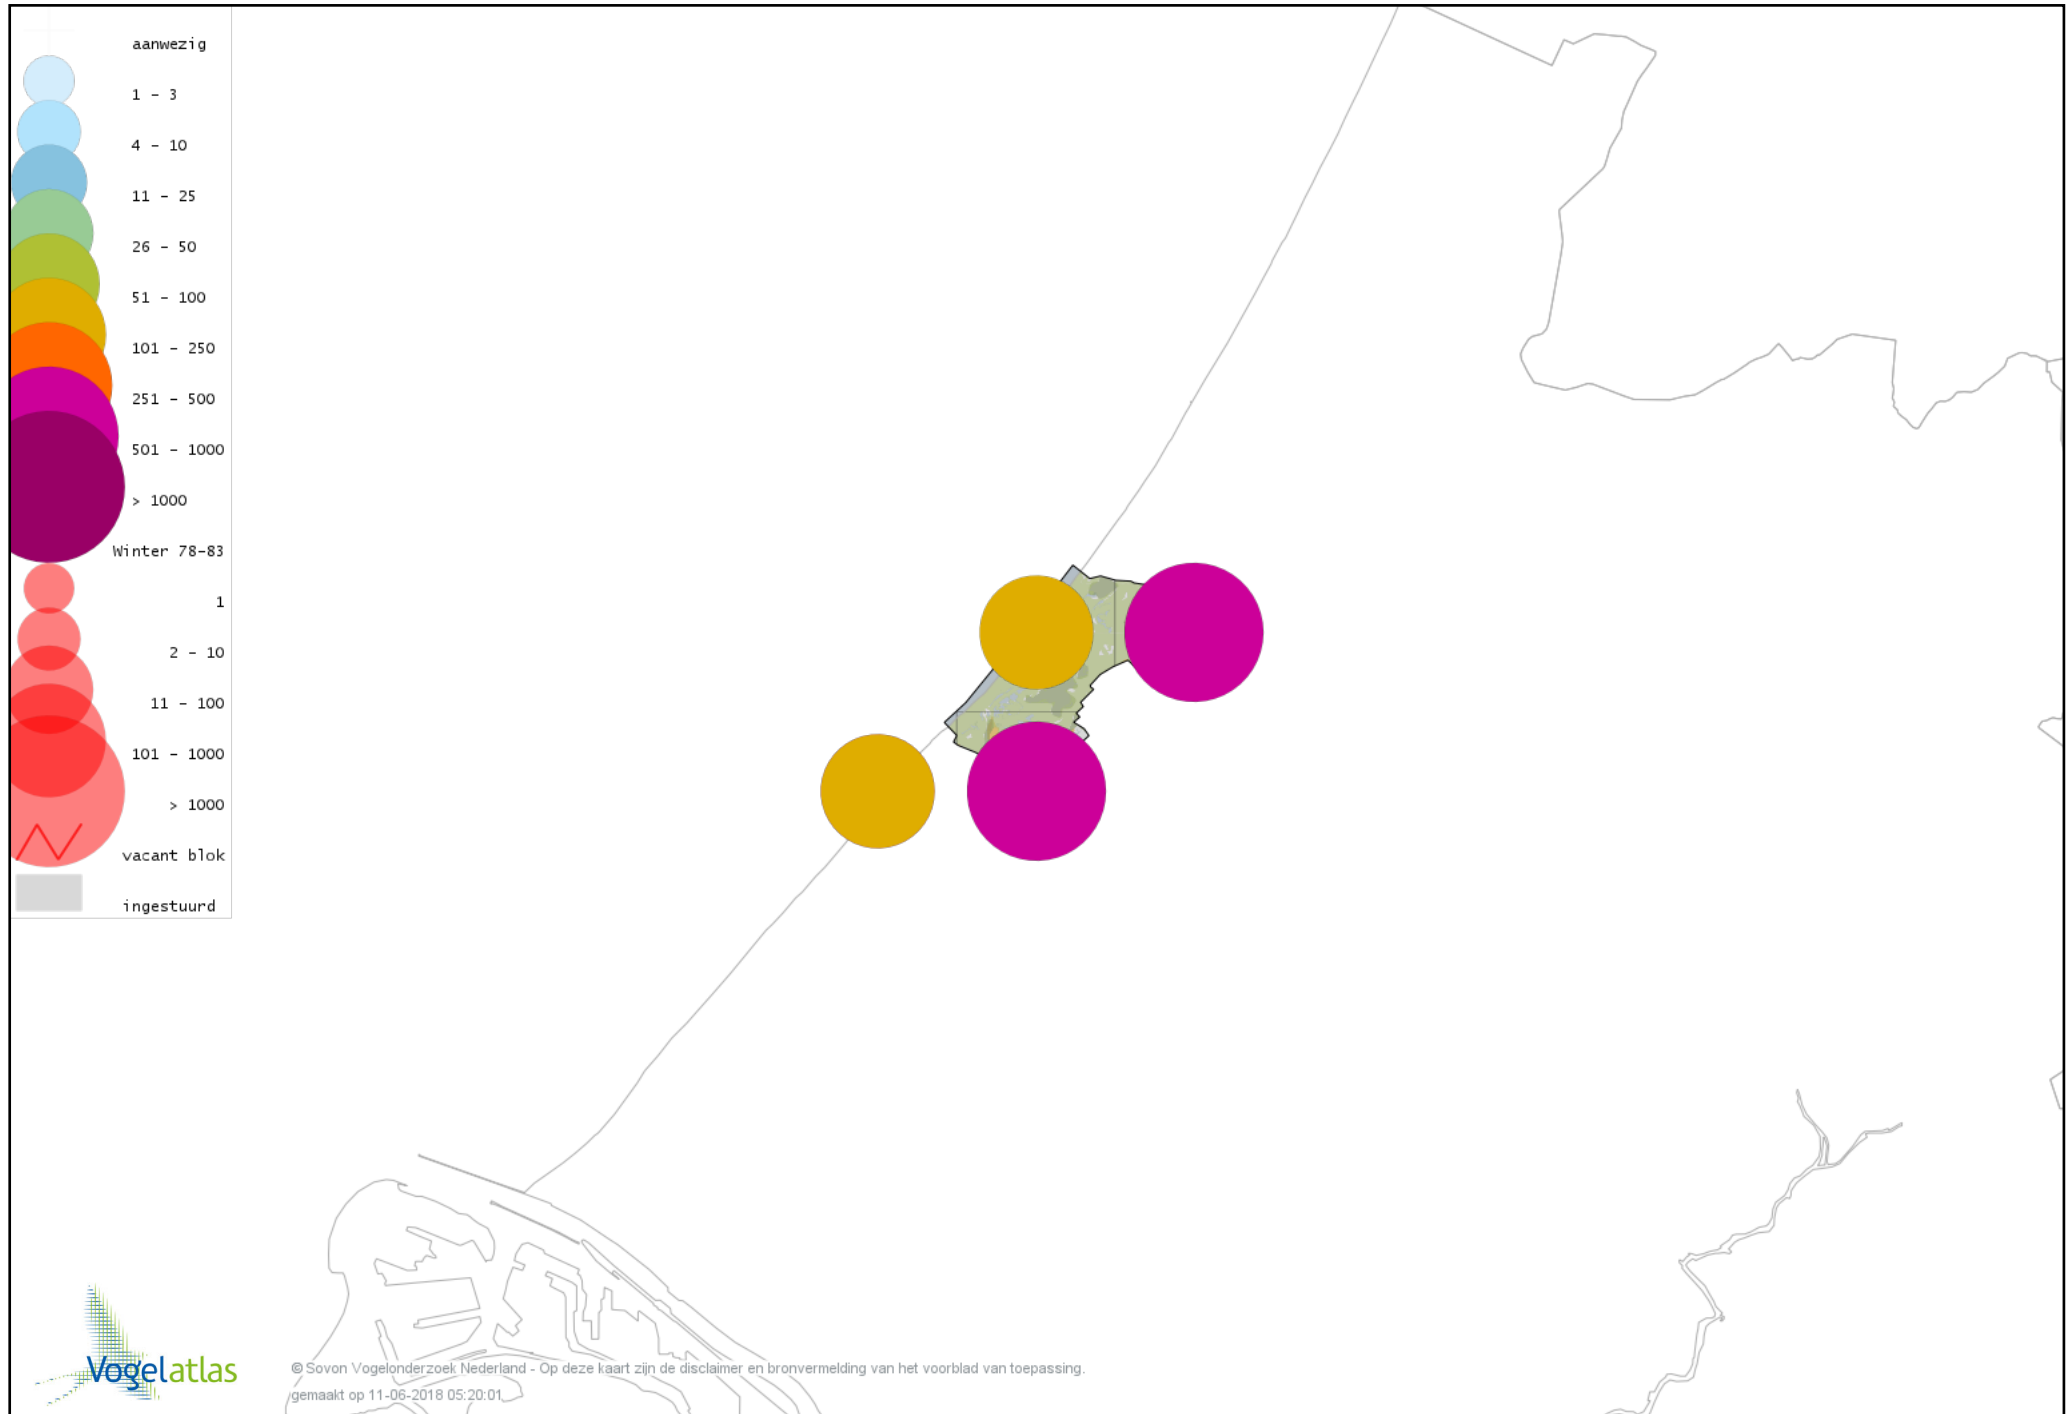 aanwezig
1 - 3
4 - 10
11 - 25
26 - 50
51 - 100
101 - 250
251 - 500
501 - 1000
> 1000
Winter 78-83
1
2 - 10
11 - 100
101 - 1000
> 1000
vacant blok
ingestuurd
Vogelatlas
© Sovon Vogelonderzoek Nederland - Op deze kaart zijn de disclaimer en bronvermelding van het voorblad van toepassing.
gemaakt op 11-06-2018 05:20:01